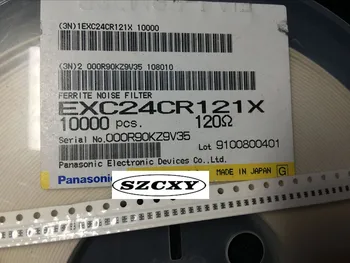 (3N)1EXC24CR121X 10000
(3N)2 000R90KZ9V35 108010
FERRITE NOISE FILTER
EXC24CR121X
10000 pcs. 120Ω
Serial No.000R90KZ9V35
Lot 9100800401
Panasonic Electronic Devices Co., Ltd.
Panasonic
MADE IN JAPAN G
SZCXY